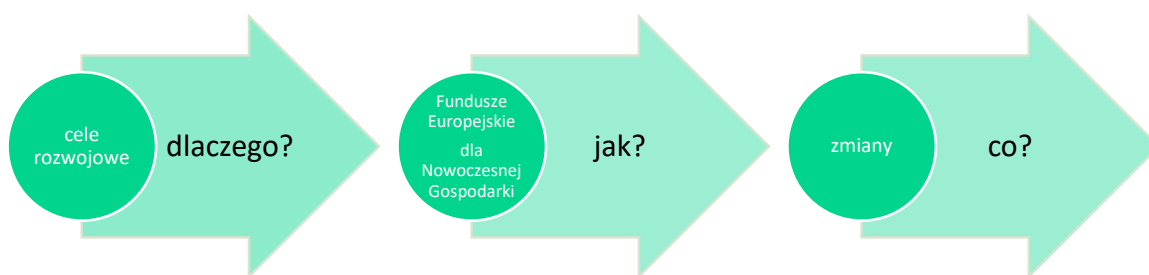 cele
rozwojowe
dlaczego?
Fundusze
Europejskie
dla
Nowoczesnej
Gospodarki
jak?
zmiany
co?